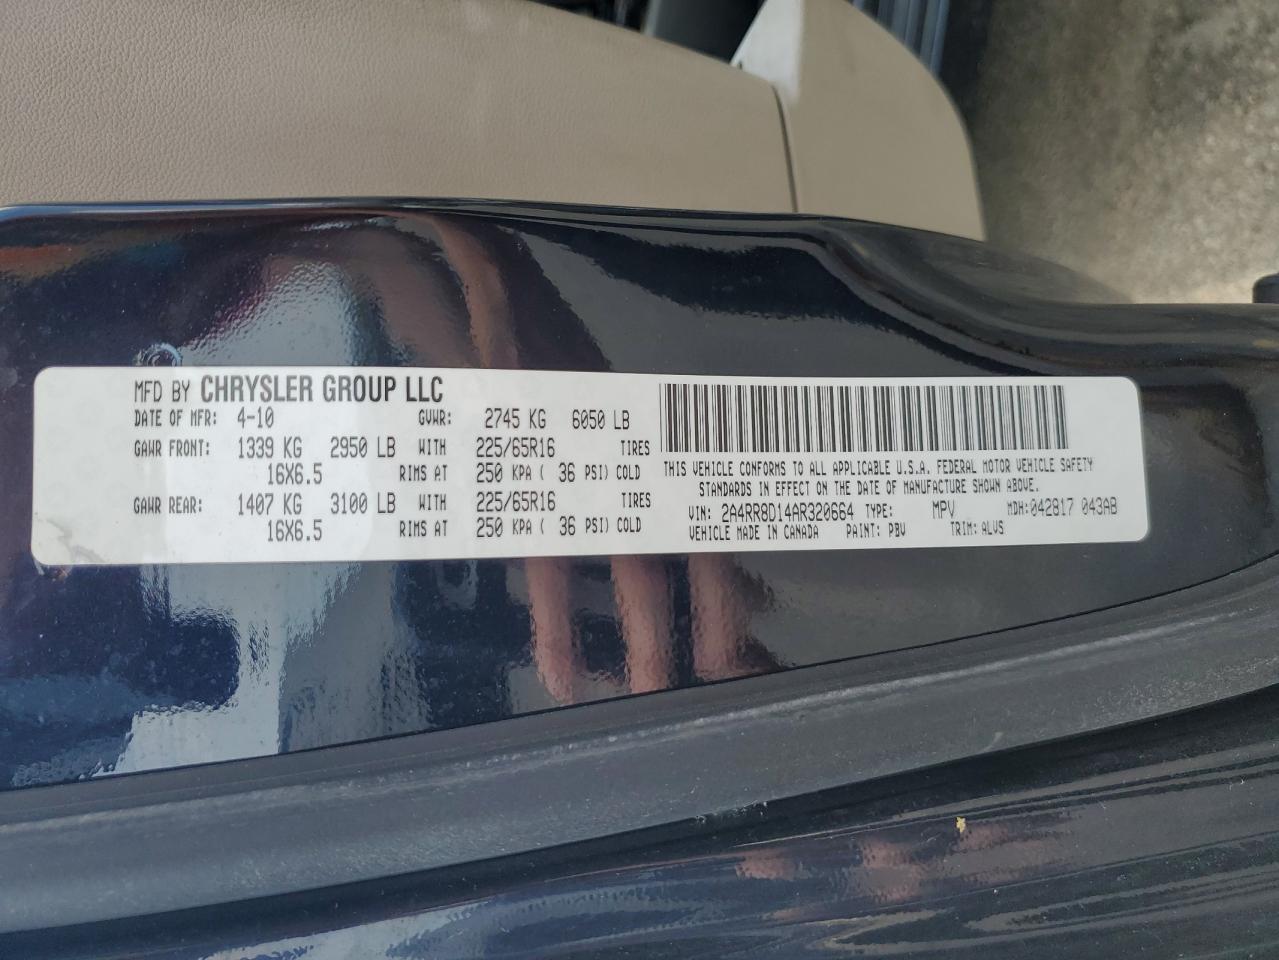 MFD BY CHRYSLER GROUP LLC
DATE OF MFR: 4-10 GVWR: 2745 KG 6050 LB
GAWR FRONT: 1339 KG 2950 LB WITH 225/65R16 TIRES
16X6.5 RIMS AT 250 KPA ( 36 PSI) COLD
GAWR REAR: 1407 KG 3100 LB WITH 225/65R16 TIRES
16X6.5 RIMS AT 250 KPA ( 36 PSI) COLD
THIS VEHICLE CONFORMS TO ALL APPLICABLE U.S.A. FEDERAL MOTOR VEHICLE SAFETY
STANDARDS IN EFFECT ON THE DATE OF MANUFACTURE SHOWN ABOVE.
VIN: 2A4RR8D14AR320664 TYPE: MPV MDH:042817 043AB
VEHICLE MADE IN CANADA PAINT: PBV TRIM: ALVS